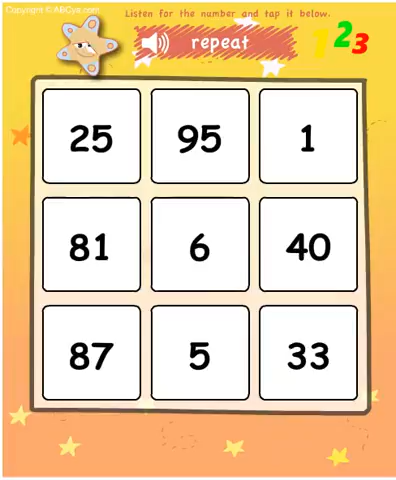 Copyright © ABCya.com
Listen for the number and tap it below.
repeat
123
25 95 1
81 6 40
87 5 33